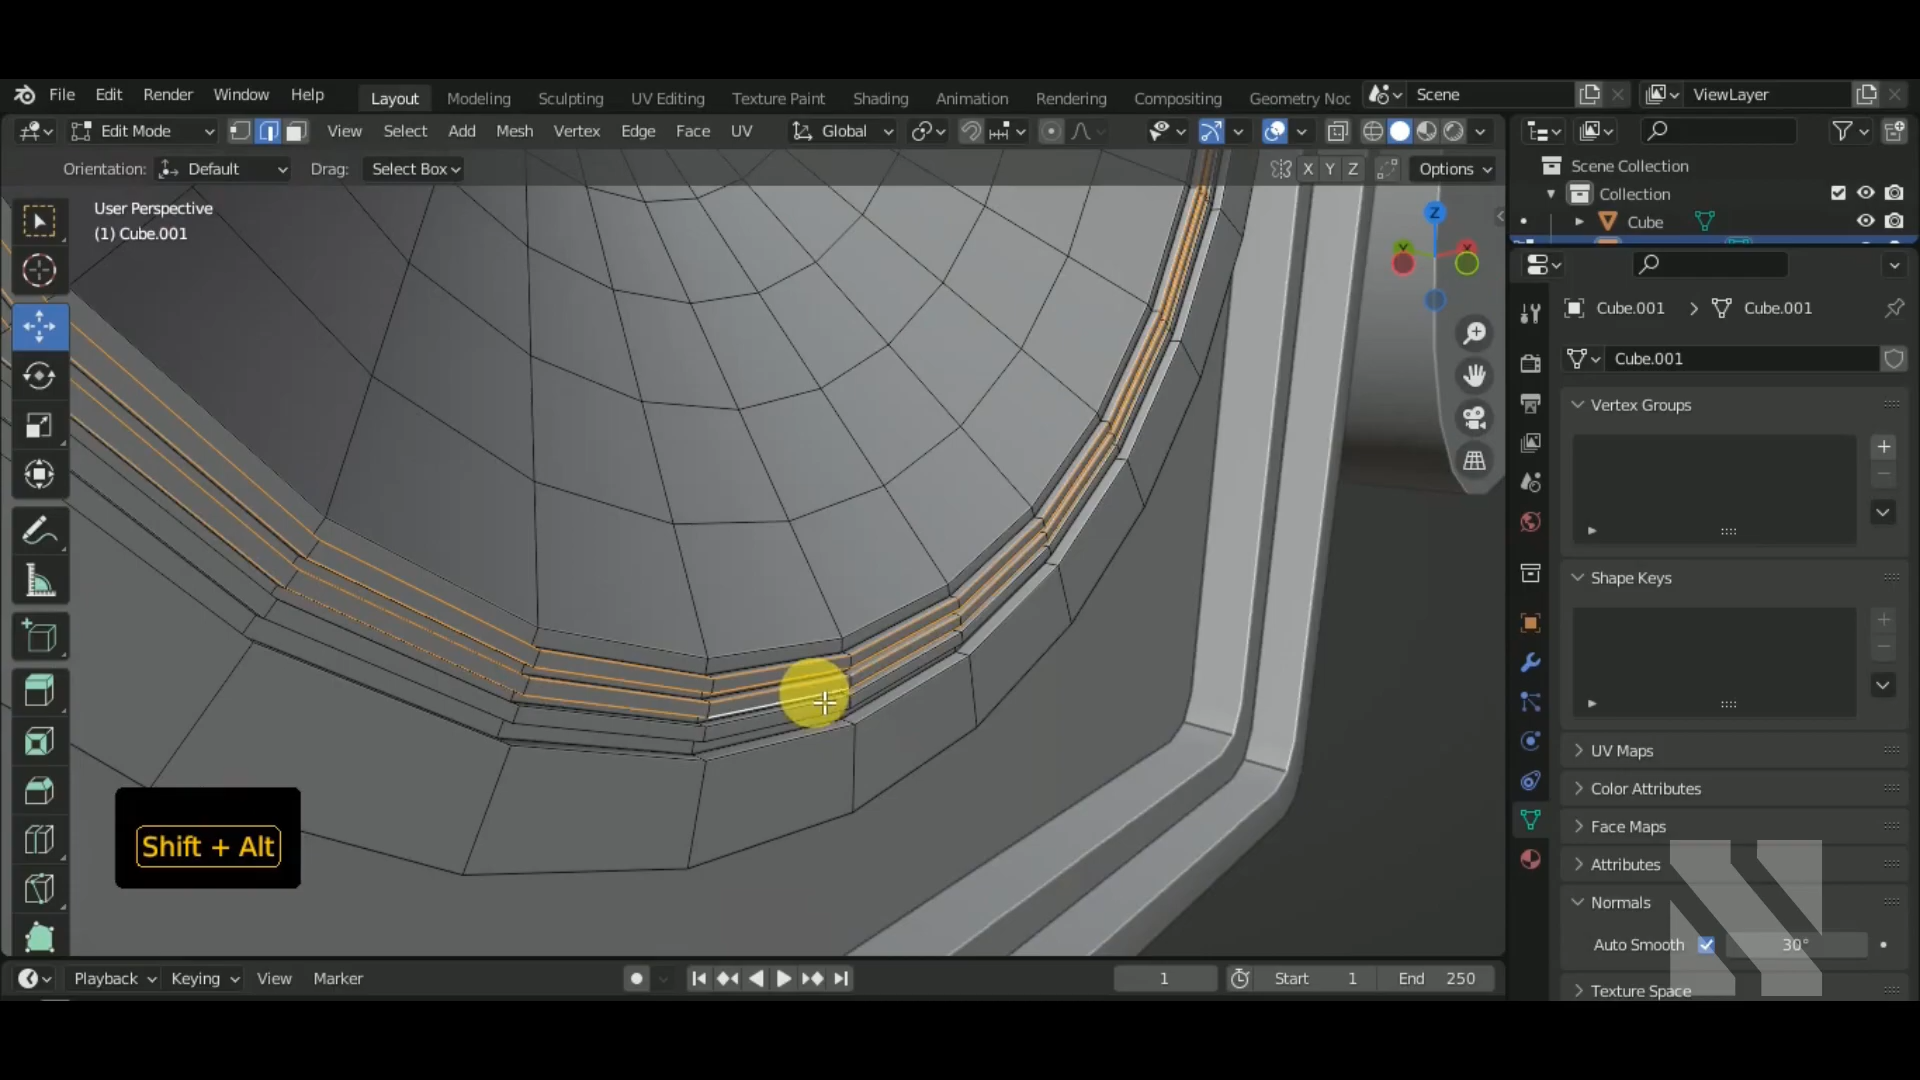 File Edit Render Window Help Layout Modeling Sculpting UV Editing Texture Paint Shading Animation Rendering Compositing Geometry Noc Scene ViewLayer
Edit Mode View Select Add Mesh Vertex Edge Face UV Global
Orientation: Default Drag: Select Box X Y Z Options
Scene Collection
Collection
Cube
User Perspective
(1) Cube.001
Z
Y
X
Cube.001 > Cube.001
Cube.001
Vertex Groups
Shape Keys
UV Maps
Color Attributes
Face Maps
Attributes
Normals
Auto Smooth 30°
Texture Space
Shift + Alt
Playback Keying View Marker 1 Start 1 End 250
N